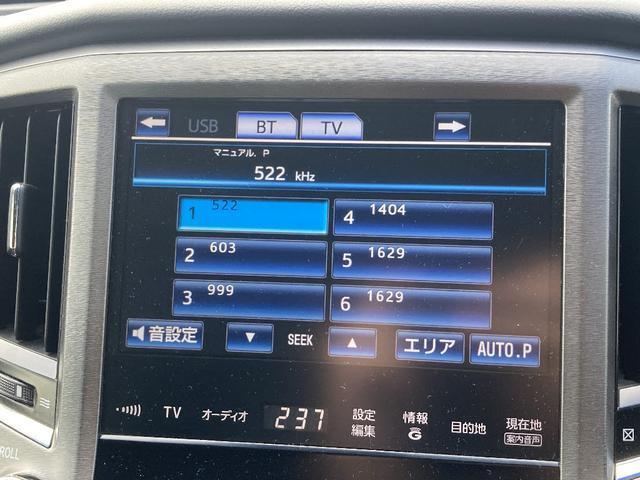 USB BT TV
マニュアル. P
522 kHz
1 522
4 1404
2 603
5 1629
3 999
6 1629
音設定 SEEK エリア AUTO.P
TV オーディオ 237 設定編集 情報 G 目的地 現在地
案内音声
ROLL